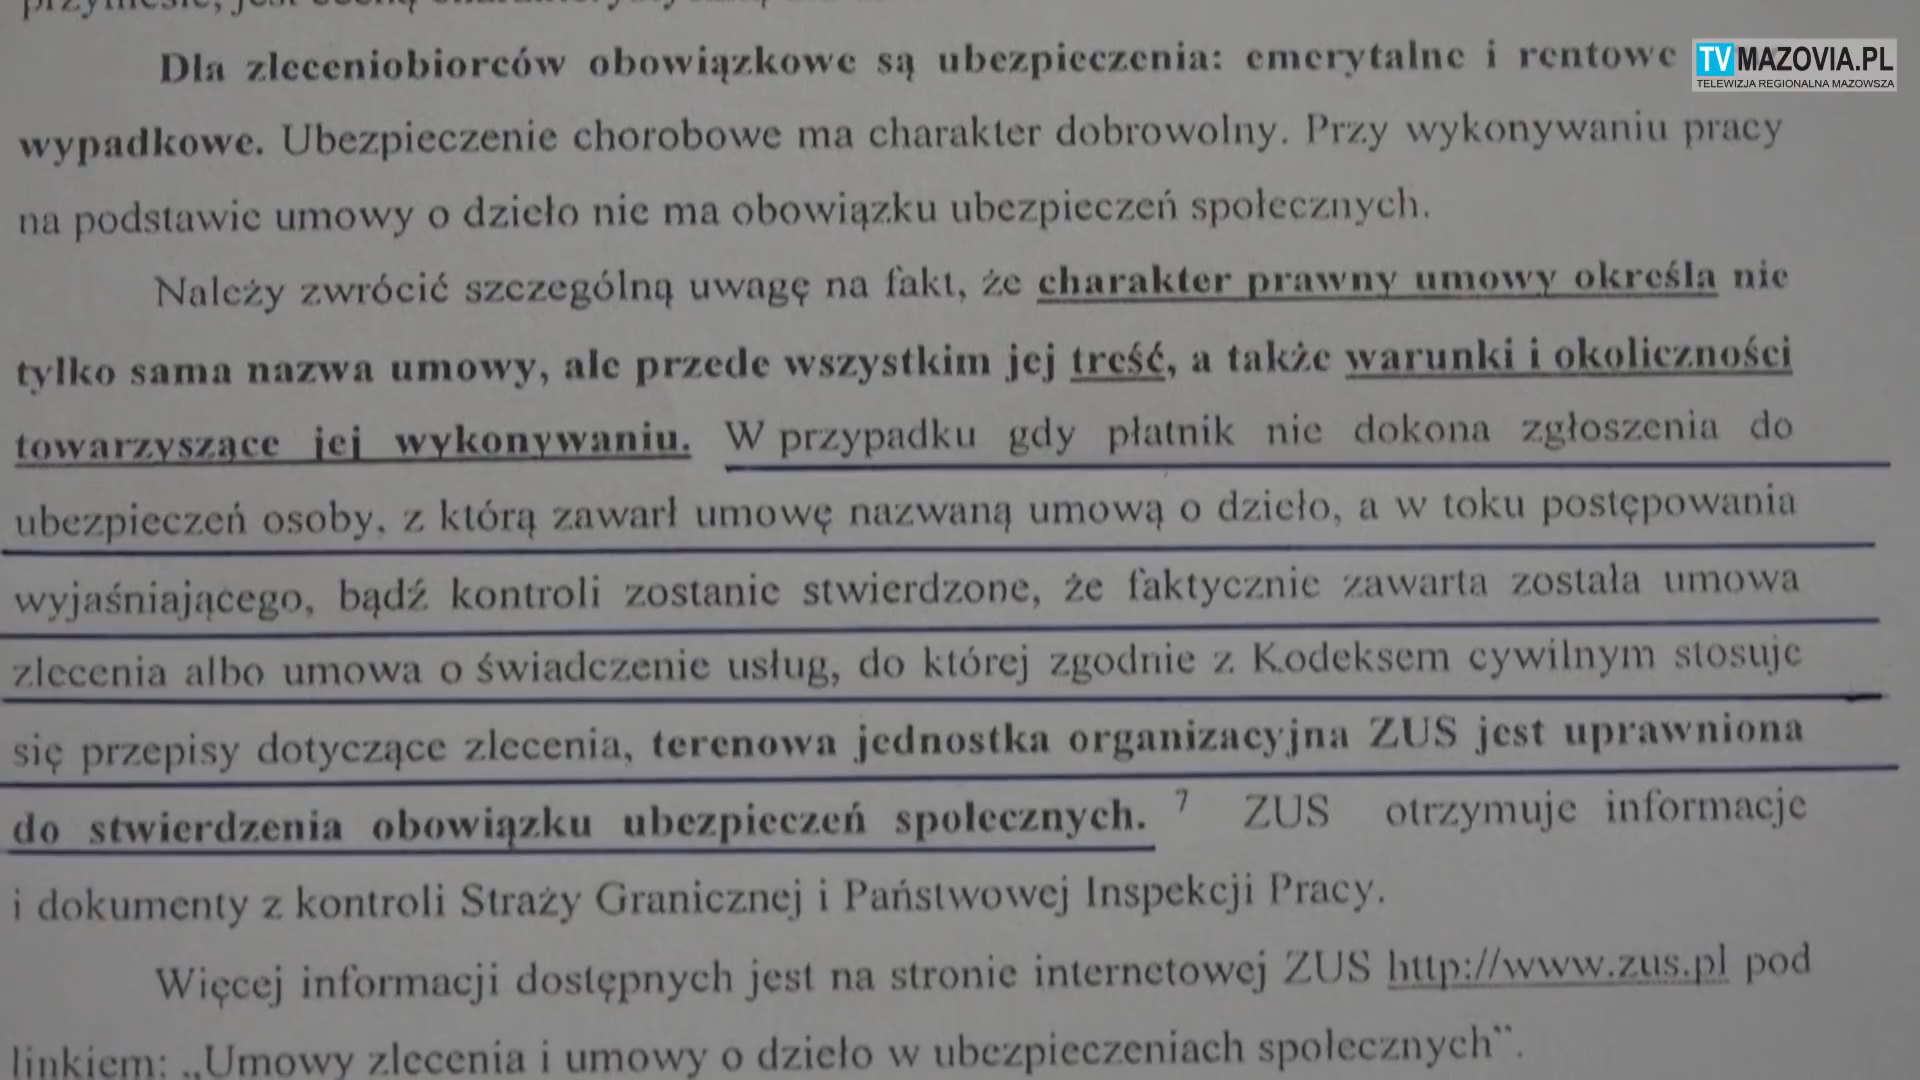 Dla zleceniobiorców obowiązkowe są ubezpieczenia: emerytalne i rentowe
wypadkowe. Ubezpieczenie chorobowe ma charakter dobrowolny. Przy wykonywaniu pracy
na podstawie umowy o dzieło nie ma obowiązku ubezpieczeń społecznych.
Należy zwrócić szczególną uwagę na fakt, że charakter prawny umowy określa nie
tylko sama nazwa umowy, ale przede wszystkim jej treść, a także warunki i okoliczności
towarzyszące jej wykonywaniu. W przypadku gdy płatnik nie dokona zgłoszenia do
ubezpieczeń osoby, z którą zawarł umowę nazwaną umową o dzieło, a w toku postępowania
wyjaśniającego, bądź kontroli zostanie stwierdzone, że faktycznie zawarta została umowa
zlecenia albo umowa o świadczenie usług, do której zgodnie z Kodeksem cywilnym stosuje
się przepisy dotyczące zlecenia, terenowa jednostka organizacyjna ZUS jest uprawniona
do stwierdzenia obowiązku ubezpieczeń społecznych. 7 ZUS otrzymuje informacje
i dokumenty z kontroli Straży Granicznej i Państwowej Inspekcji Pracy.
Więcej informacji dostępnych jest na stronie internetowej ZUS http://www.zus.pl pod
linkiem: „Umowy zlecenia i umowy o dzieło w ubezpieczeniach społecznych".
TVMAZOVIA.PL
TELEWIZJA REGIONALNA MAZOWSZA